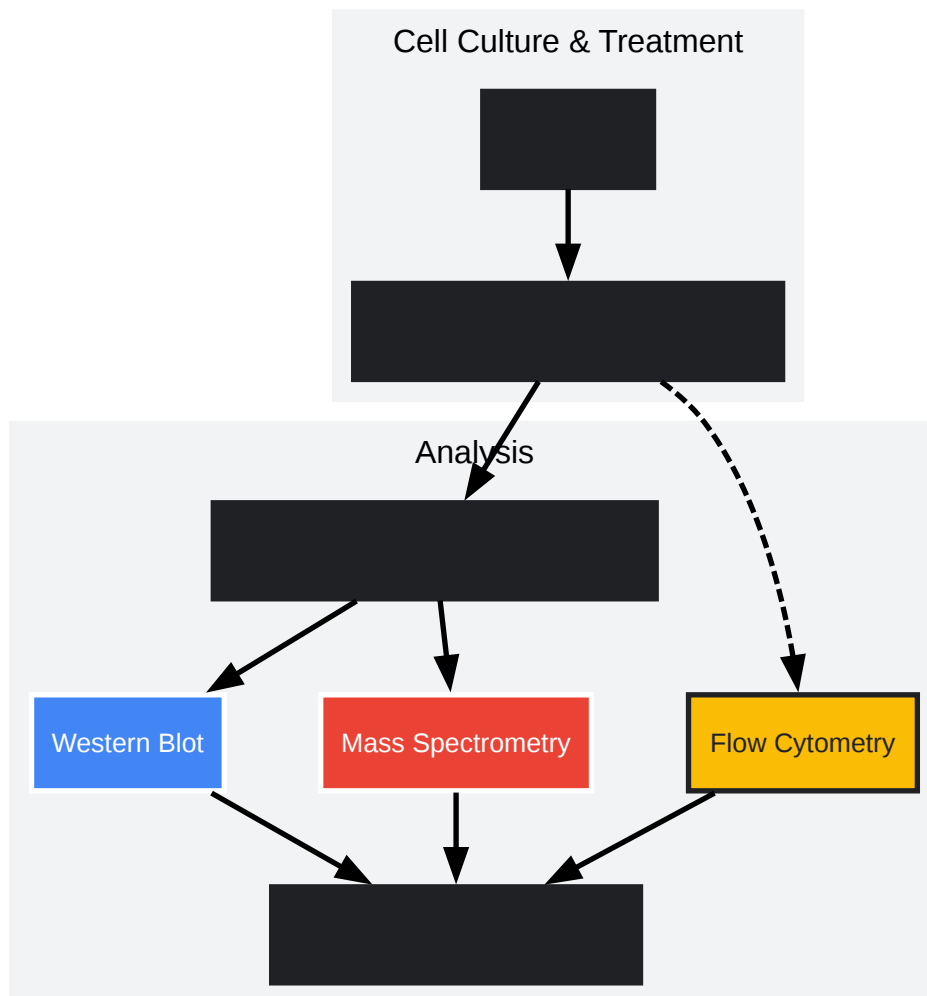 Cell Culture & Treatment
Analysis
Western Blot
Mass Spectrometry
Flow Cytometry